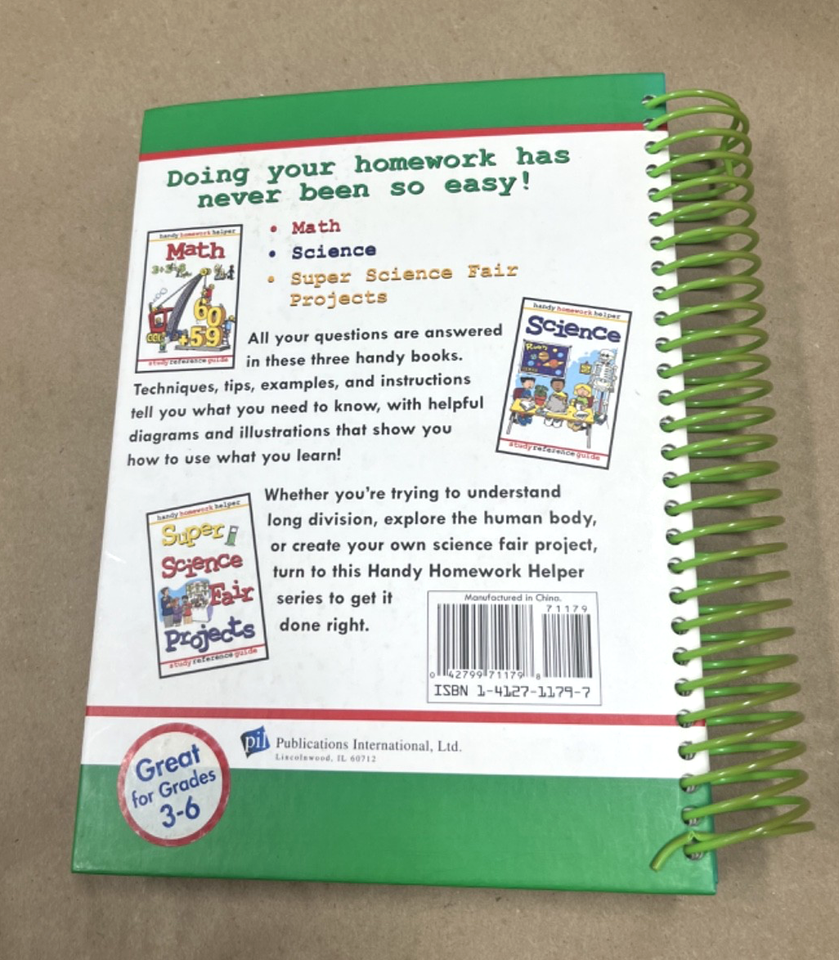 Doing your homework has
never been so easy!
handy homework helper
Math
60
+59
study reference guide
• Math
• Science
• Super Science Fair
Projects
handy homework helper
Science
study reference guide
All your questions are answered
in these three handy books.
Techniques, tips, examples, and instructions
tell you what you need to know, with helpful
diagrams and illustrations that show you
how to use what you learn!
handy homework helper
Super
Science
Fair
Projects
study reference guide
Whether you're trying to understand
long division, explore the human body,
or create your own science fair project,
turn to this Handy Homework Helper
series to get it
done right.
Manufactured in China.
71179
0 42799 71179 8
ISBN 1-4127-1179-7
Great
for Grades
3-6
pil Publications International, Ltd.
Lincolnwood, IL 60712